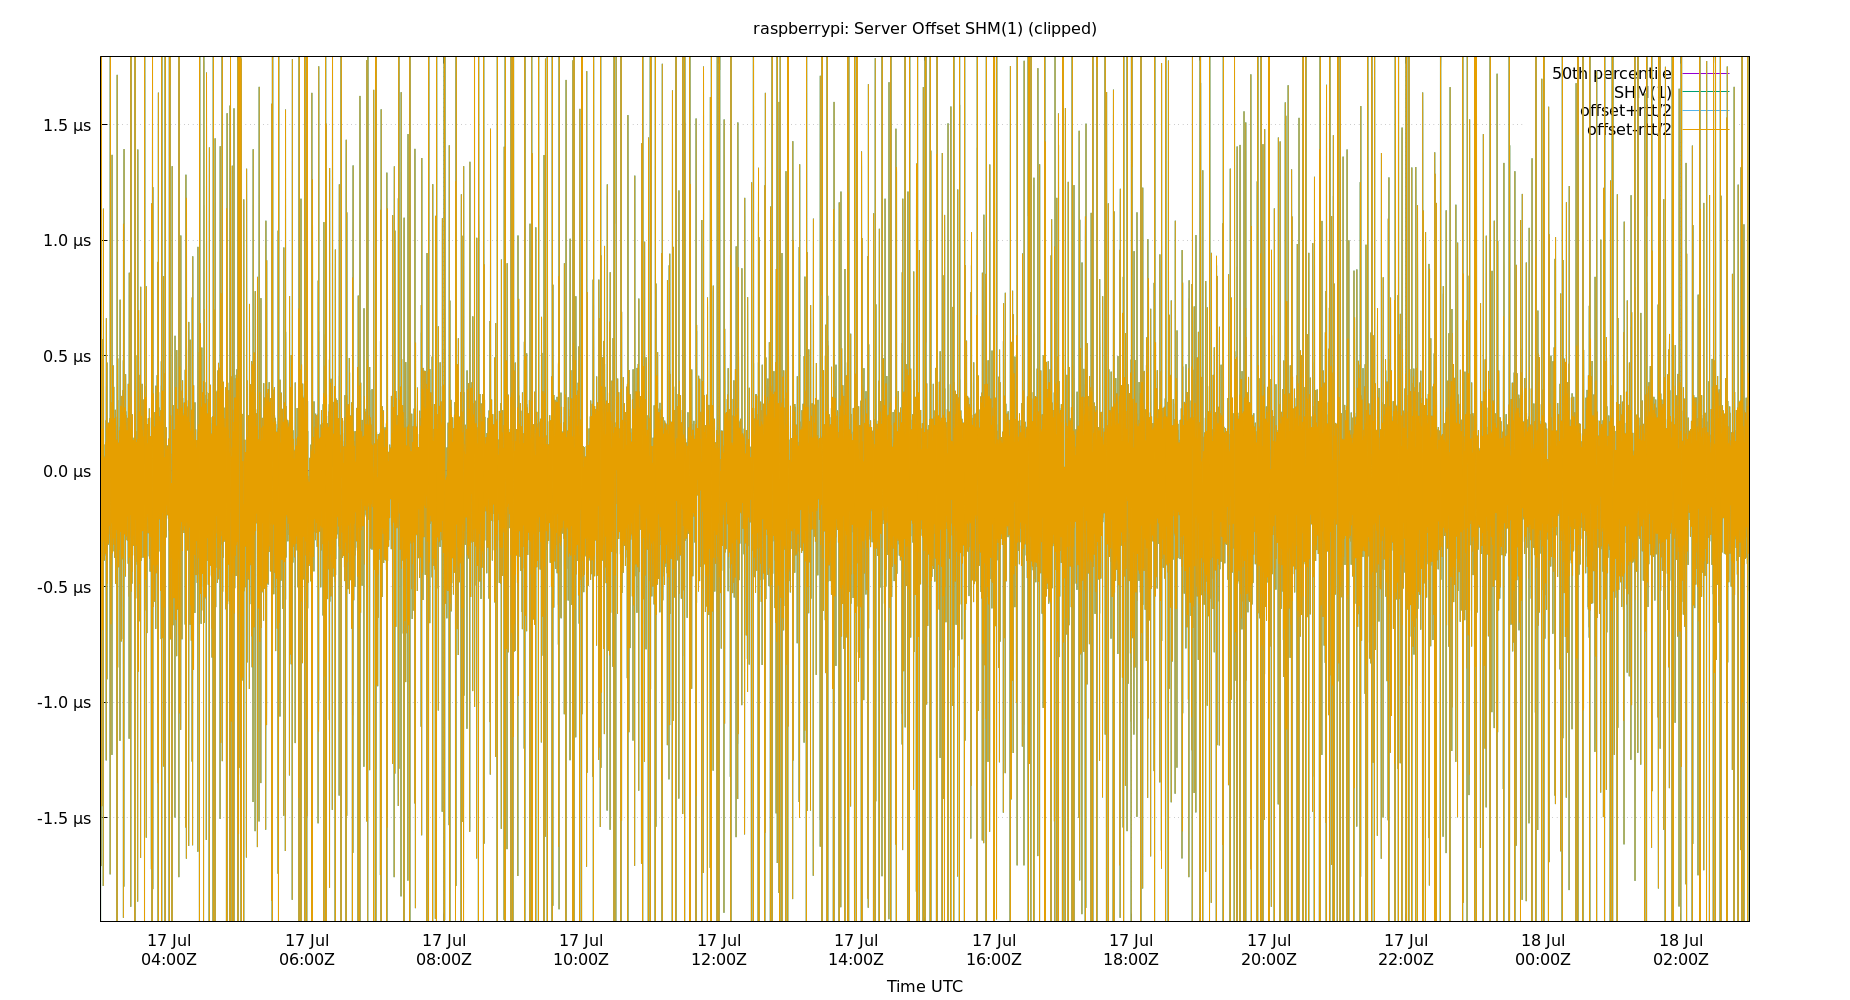 raspberrypi: Server Offset SHM(1) (clipped)
50th percentile
SHM(1)
offset+rtt/2
offset-rtt/2
1.5 µs
1.0 µs
0.5 µs
0.0 µs
-0.5 µs
-1.0 µs
-1.5 µs
17 Jul 17 Jul 17 Jul 17 Jul 17 Jul 17 Jul 17 Jul 17 Jul 17 Jul 17 Jul 18 Jul 18 Jul
04:00Z 06:00Z 08:00Z 10:00Z 12:00Z 14:00Z 16:00Z 18:00Z 20:00Z 22:00Z 00:00Z 02:00Z
Time UTC